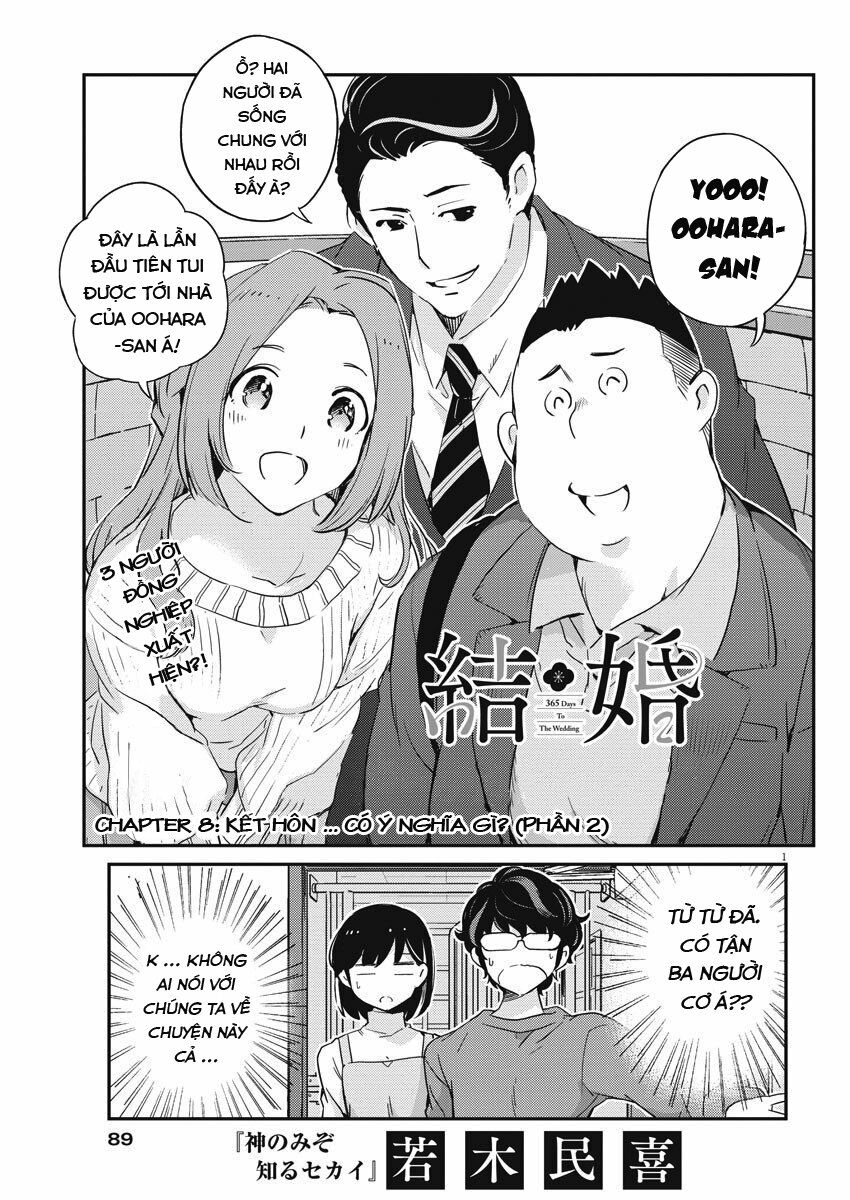 YOOO!
OOHARA-
SAN!
Ồ? HAI
NGƯỜI ĐÃ
SỐNG
CHUNG VỚI
NHAU RỒI
ĐẤY À?
ĐÂY LÀ LẦN
ĐẦU TIÊN TUI
ĐƯỢC TỚI NHÀ
CỦA OOHARA
-SAN Á!
3 NGƯỜI
ĐỒNG
NGHIỆP
XUẤT
HIỆN?!
結婚
365 Days
To
The Wedding
CHAPTER 8: KẾT HÔN ... CÓ Ý NGHĨA GÌ? (PHẦN 2)
1
TỪ TỪ ĐÃ.
CÓ TẬN
BA NGƯỜI
CƠ Á??
K ... KHÔNG
AI NÓI VỚI
CHÚNG TA VỀ
CHUYỆN NÀY
CẢ ...
89
『神のみぞ
知るセカイ』
若木民喜